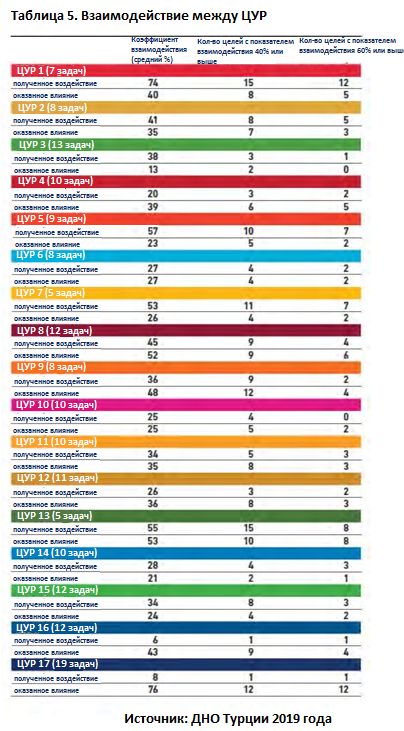 Таблица 5. Взаимодействие между ЦУР
Коэффициент взаимодействия (средний %) Кол-во целей с показателем взаимодействия 40% или выше Кол-во целей с показателем взаимодействия 60% или выше
ЦУР 1 (7 задач)
полученное воздействие 74 15 12
оказанное влияние 40 8 5
ЦУР 2 (8 задач)
полученное воздействие 41 8 5
оказанное влияние 35 7 3
ЦУР 3 (13 задач)
полученное воздействие 38 3 1
оказанное влияние 13 2 0
ЦУР 4 (10 задач)
полученное воздействие 20 3 2
оказанное влияние 39 6 5
ЦУР 5 (9 задач)
полученное воздействие 57 10 7
оказанное влияние 23 5 2
ЦУР 6 (8 задач)
полученное воздействие 27 4 2
оказанное влияние 27 4 2
ЦУР 7 (5 задач)
полученное воздействие 53 11 7
оказанное влияние 26 4 2
ЦУР 8 (12 задач)
полученное воздействие 45 9 4
оказанное влияние 52 9 6
ЦУР 9 (8 задач)
полученное воздействие 36 9 2
оказанное влияние 48 12 4
ЦУР 10 (10 задач)
полученное воздействие 25 4 0
оказанное влияние 25 5 2
ЦУР 11 (10 задач)
полученное воздействие 34 5 3
оказанное влияние 35 8 3
ЦУР 12 (11 задач)
полученное воздействие 26 3 2
оказанное влияние 36 8 3
ЦУР 13 (5 задач)
полученное воздействие 55 15 8
оказанное влияние 53 10 8
ЦУР 14 (10 задач)
полученное воздействие 28 4 3
оказанное влияние 21 2 1
ЦУР 15 (12 задач)
полученное воздействие 34 8 3
оказанное влияние 24 4 2
ЦУР 16 (12 задач)
полученное воздействие 6 1 1
оказанное влияние 43 9 4
ЦУР 17 (19 задач)
полученное воздействие 8 1 1
оказанное влияние 76 12 12
Источник: ДНО Турции 2019 года